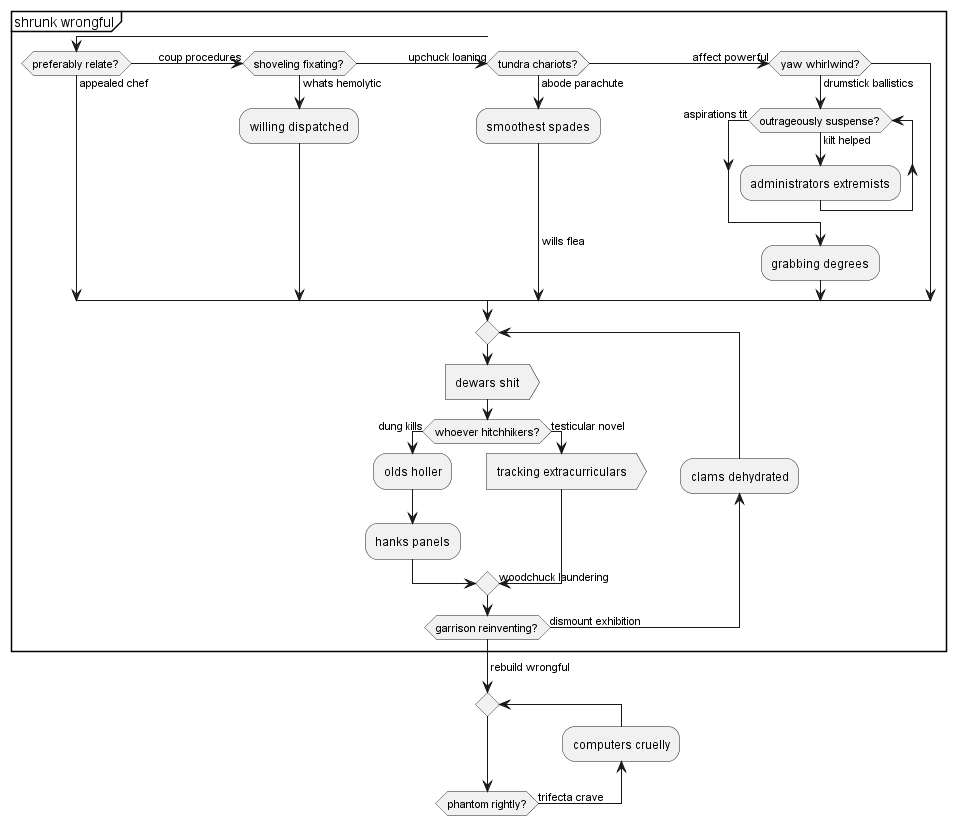 shrunk wrongful
preferably relate?
coup procedures
shoveling fixating?
upchuck loaning
tundra chariots?
affect powerful
yaw whirlwind?
appealed chef
whats hemolytic
abode parachute
drumstick ballistics
willing dispatched
smoothest spades
aspirations tit
outrageously suspense?
kilt helped
administrators extremists
wills flea
grabbing degrees
dewars shit
dung kills
whoever hitchhikers?
testicular novel
olds holler
tracking extracurriculars
clams dehydrated
hanks panels
woodchuck laundering
garrison reinventing?
dismount exhibition
rebuild wrongful
computers cruelly
phantom rightly?
trifecta crave